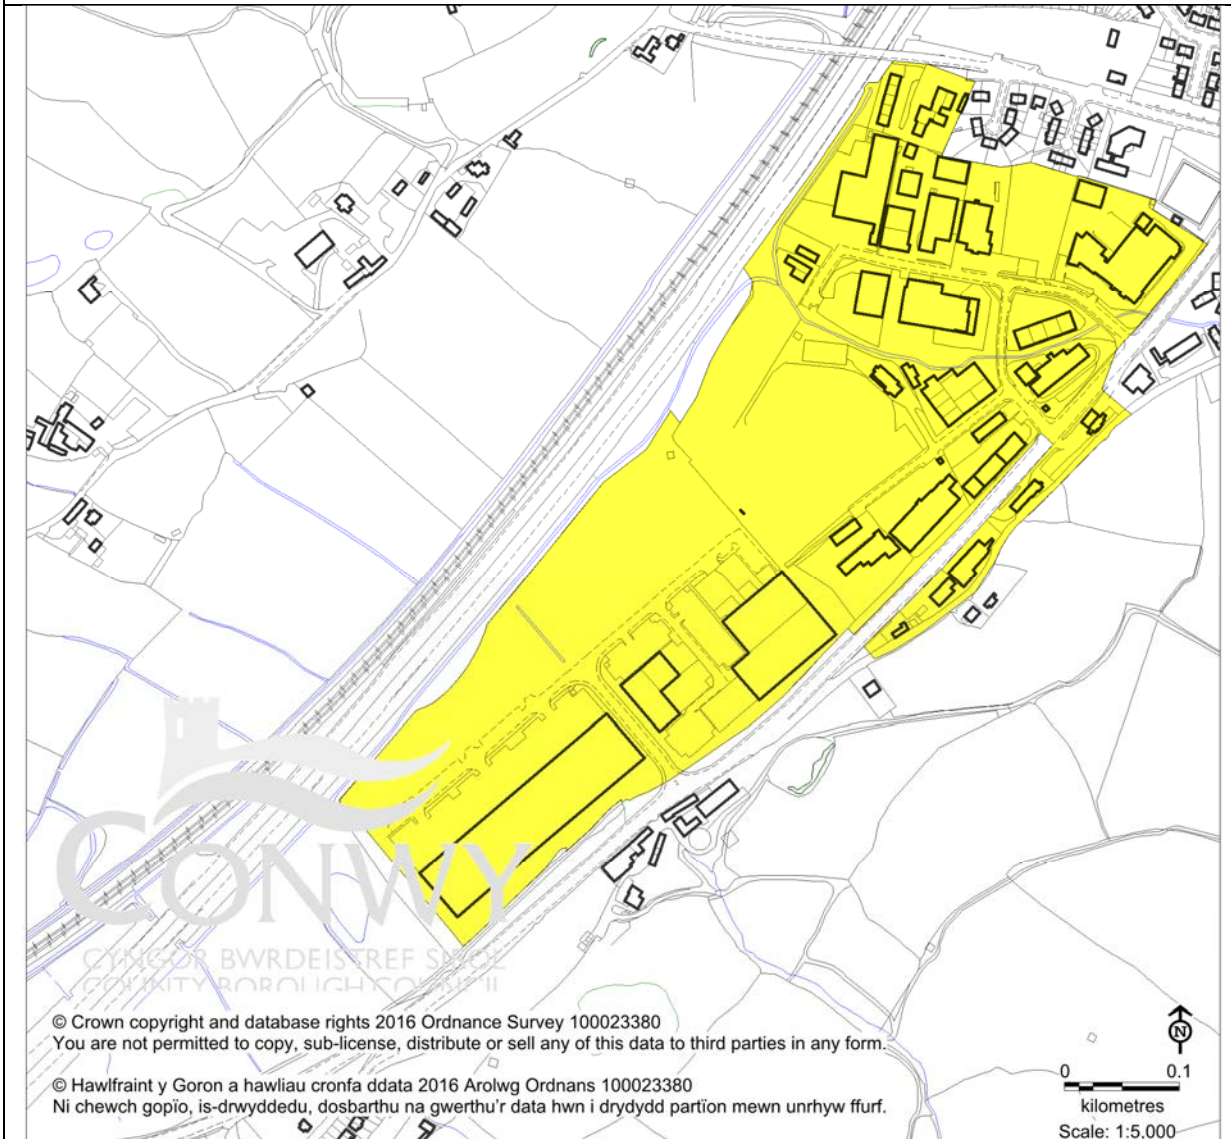 CONWY
CYNGOR BWRDEISTREF SIROL
COUNTY BOROUGH COUNCIL
© Crown copyright and database rights 2016 Ordnance Survey 100023380
You are not permitted to copy, sub-license, distribute or sell any of this data to third parties in any form.
© Hawlfraint y Goron a hawliau cronfa ddata 2016 Arolwg Ordnans 100023380
Ni chewch gopïo, is-drwyddedu, dosbarthu na gwerthu'r data hwn i drydydd partïon mewn unrhyw ffurf.
N
0 0.1
kilometres
Scale: 1:5,000